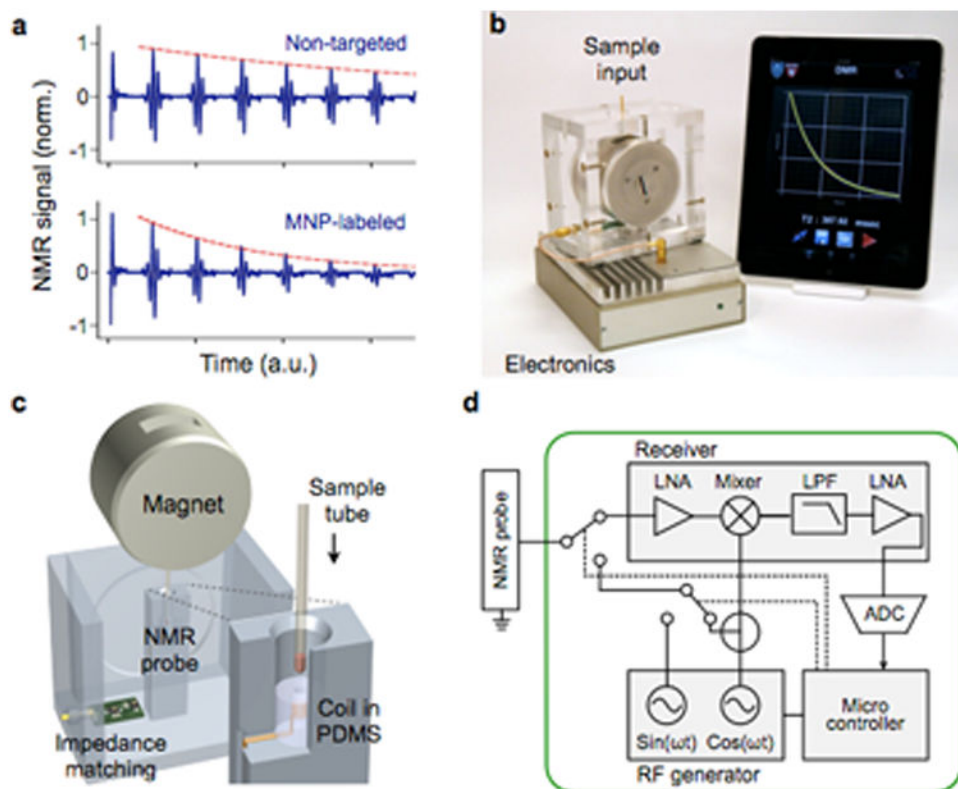 a
Non-targeted
1
0
-1
NMR signal (norm.)
MNP-labeled
1
0
-1
Time (a.u.)
b
Sample
input
DMR
Electronics
c
Magnet
Sample
tube
NMR
probe
Coil in
PDMS
Impedance
matching
d
Receiver
LNA
Mixer
LPF
LNA
NMR probe
ADC
Micro
controller
Sin(ωt)
Cos(ωt)
RF generator